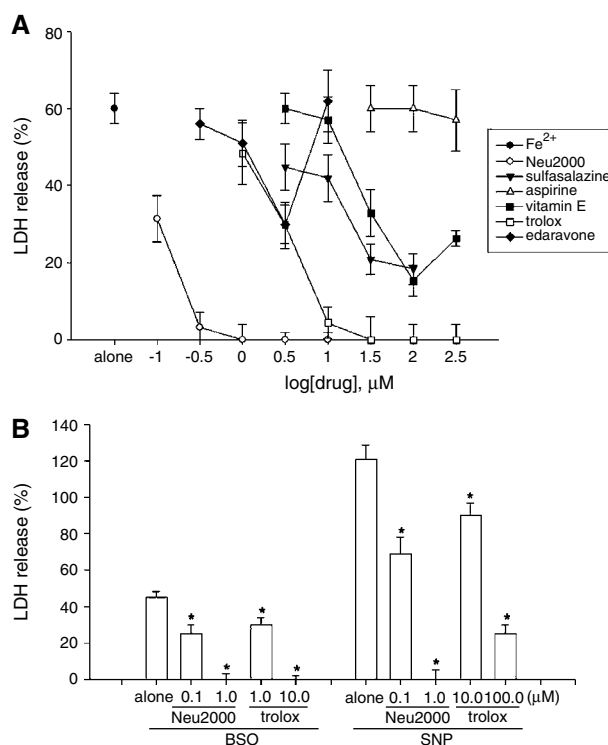 A
80
60
40
20
0
LDH release (%)
alone -1 -0.5 0 0.5 1 1.5 2 2.5
log[drug], μM
Fe2+
Neu2000
sulfasalazine
aspirine
vitamin E
trolox
edaravone
B
140
120
100
80
60
40
20
0
LDH release (%)
* * * * * * * *
alone 0.1 1.0 1.0 10.0 alone 0.1 1.0 10.0 100.0 (μM)
Neu2000 trolox Neu2000 trolox
BSO SNP